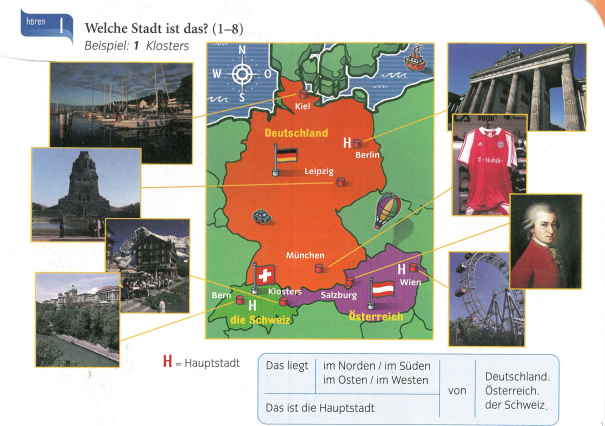 hören
1
Welche Stadt ist das? (1–8)
Beispiel: 1 Klosters
N
W
O
S
Kiel
Deutschland
H
Berlin
Leipzig
T··Mobile·
München
Bern
H
Klosters
Salzburg
H
Wien
die Schweiz
Österreich
H = Hauptstadt
Das liegt
im Norden / im Süden
im Osten / im Westen
Das ist die Hauptstadt
von
Deutschland.
Österreich.
der Schweiz.